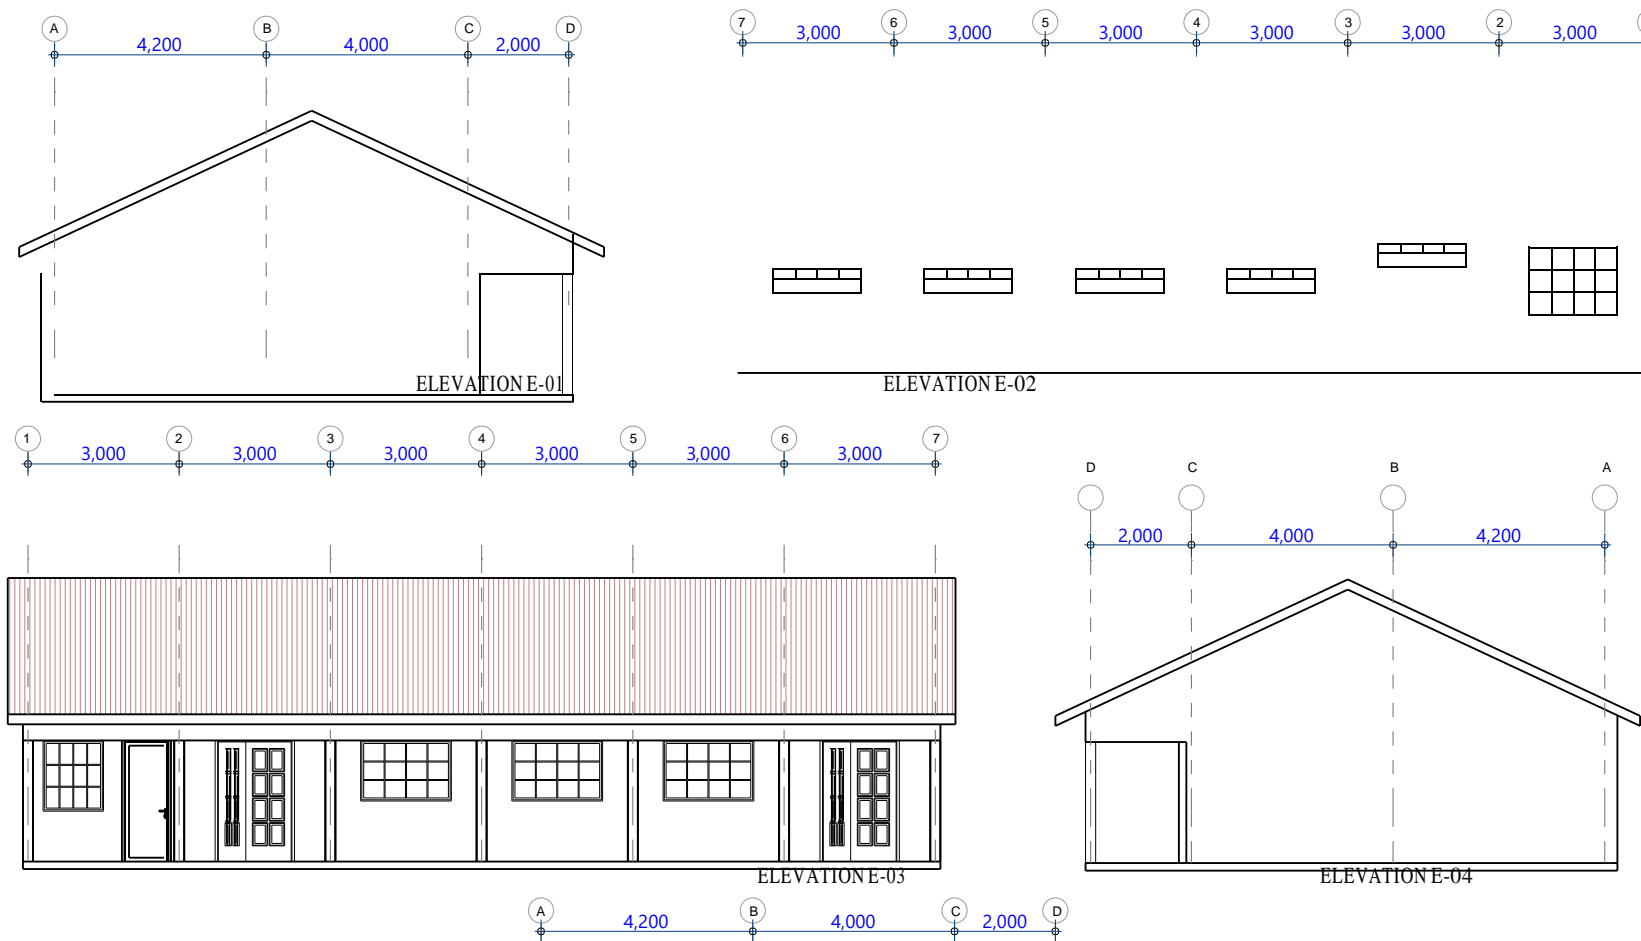 A B C D
4,200 4,000 2,000
7 6 5 4 3 2
3,000 3,000 3,000 3,000 3,000 3,000
ELEVATION E-01
ELEVATION E-02
1 2 3 4 5 6 7
3,000 3,000 3,000 3,000 3,000 3,000
D C B A
2,000 4,000 4,200
ELEVATION E-03
ELEVATION E-04
A B C D
4,200 4,000 2,000